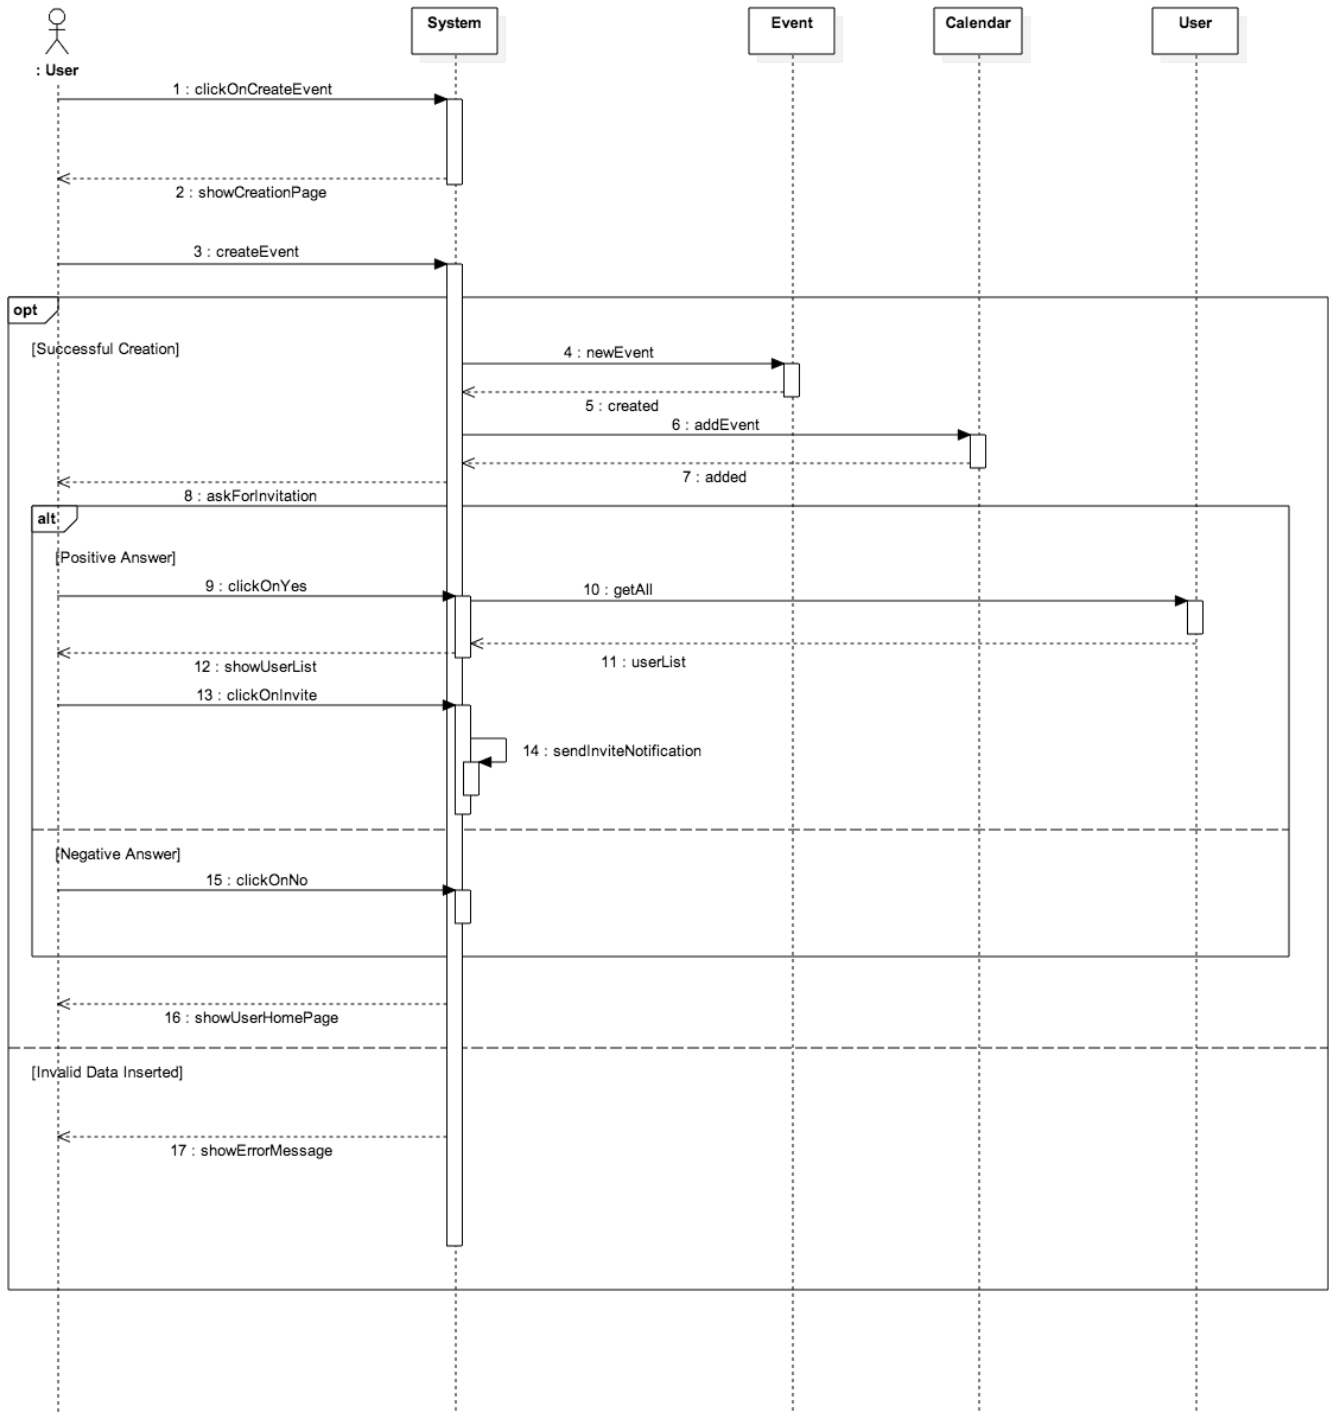 System
Event
Calendar
User
: User
1 : clickOnCreateEvent
2 : showCreationPage
3 : createEvent
opt
[Successful Creation]
4 : newEvent
5 : created
6 : addEvent
7 : added
8 : askForInvitation
alt
[Positive Answer]
9 : clickOnYes
10 : getAll
11 : userList
12 : showUserList
13 : clickOnInvite
14 : sendInviteNotification
[Negative Answer]
15 : clickOnNo
16 : showUserHomePage
[Invalid Data Inserted]
17 : showErrorMessage